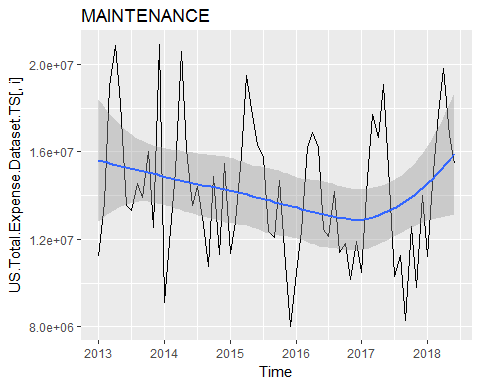 MAINTENANCE
US.Total.Expense.Dataset.TS[, i]
2.0e+07
1.6e+07
1.2e+07
8.0e+06
2013 2014 2015 2016 2017 2018
Time